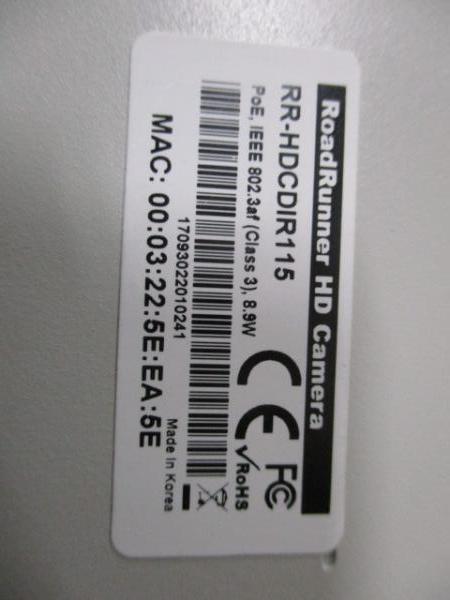 RoadRunner HD Camera
RR-HDCDIR115
PoE, IEEE 802.3af (Class 3), 8.9W
CE
FC
RoHS
17093022010241
Made In Korea
MAC: 00:03:22:5E:EA:5E